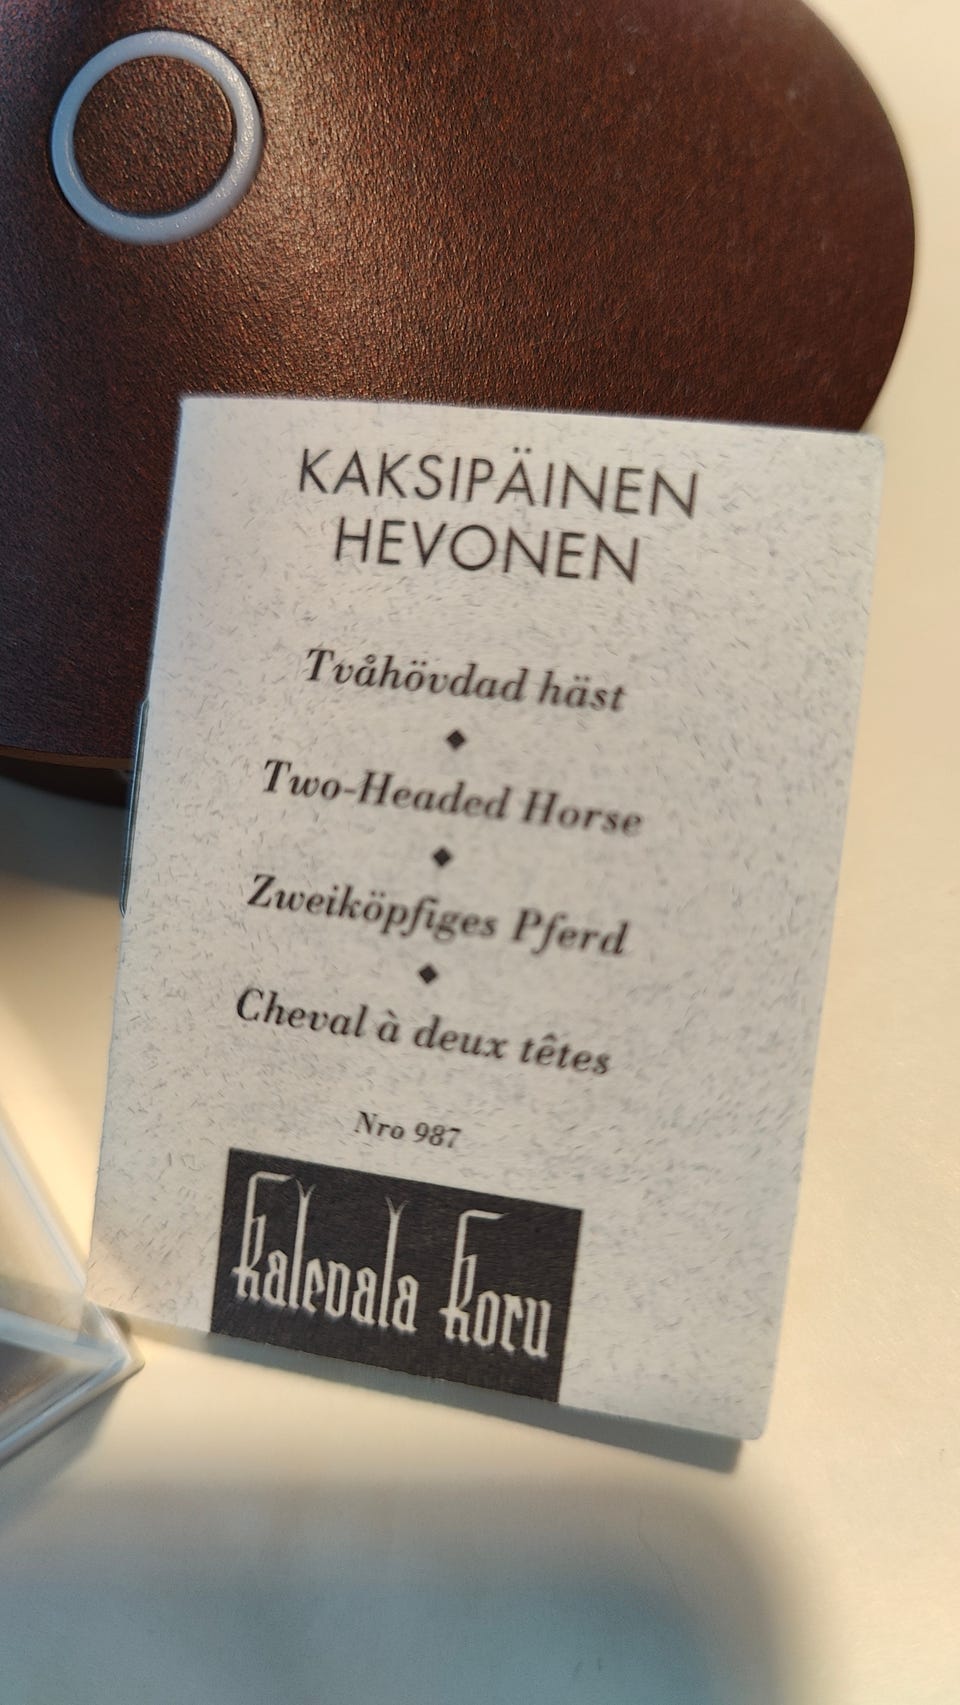 KAKSIPÄINEN
HEVONEN
Tvåhövdad häst
Two-Headed Horse
Zweiköpfiges Pferd
Cheval à deux têtes
Nro 987
Kalevala Koru